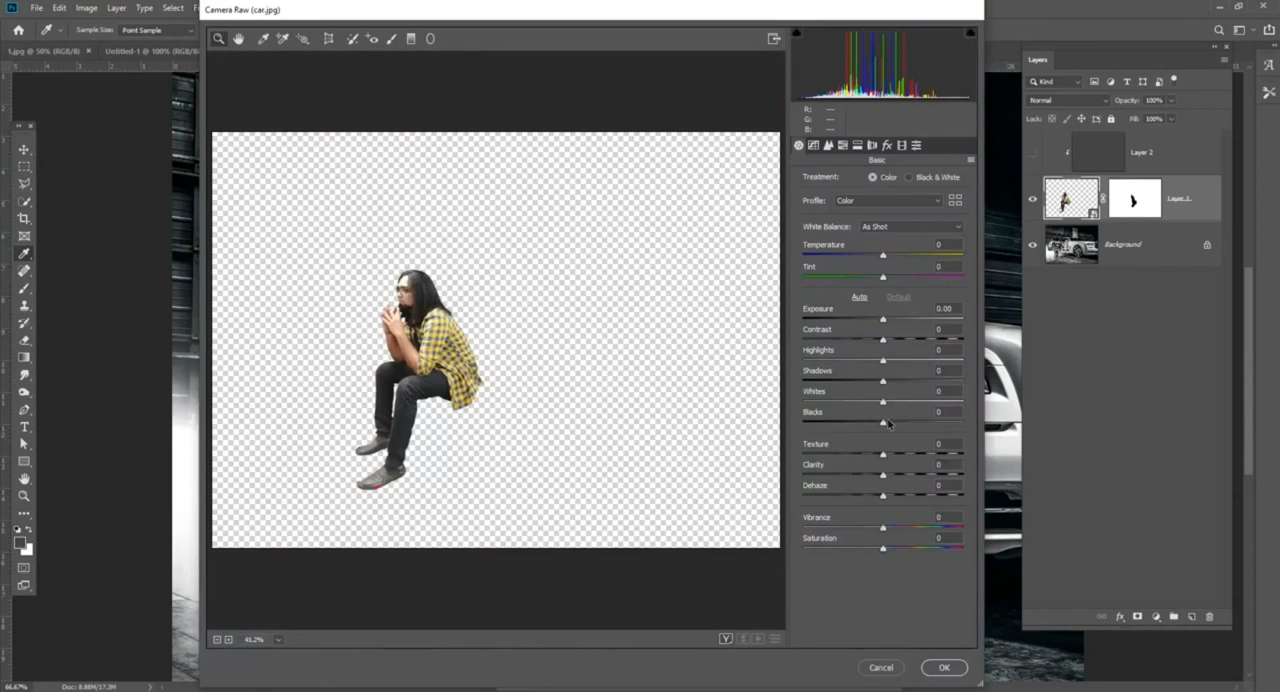 Ps File Edit Image Layer Type Select
Camera Raw (car.jpg)
Sample Size: Point Sample
1.jpg @ 50% (RGB/8)
Untitled-1 @ 100% (RGB/8
R: ---
G: ---
B: ---
Basic
Treatment: Color Black & White
Profile: Color
White Balance: As Shot
Temperature 0
Tint 0
Auto Default
Exposure 0.00
Contrast 0
Highlights 0
Shadows 0
Whites 0
Blacks 0
Texture 0
Clarity 0
Dehaze 0
Vibrance 0
Saturation 0
Layers
Kind
Normal Opacity: 100%
Lock: Fill: 100%
Layer 2
Layer 1
Background
fx
41.2%
Y
Cancel OK
66.67% Doc: 8.88M/17.3M